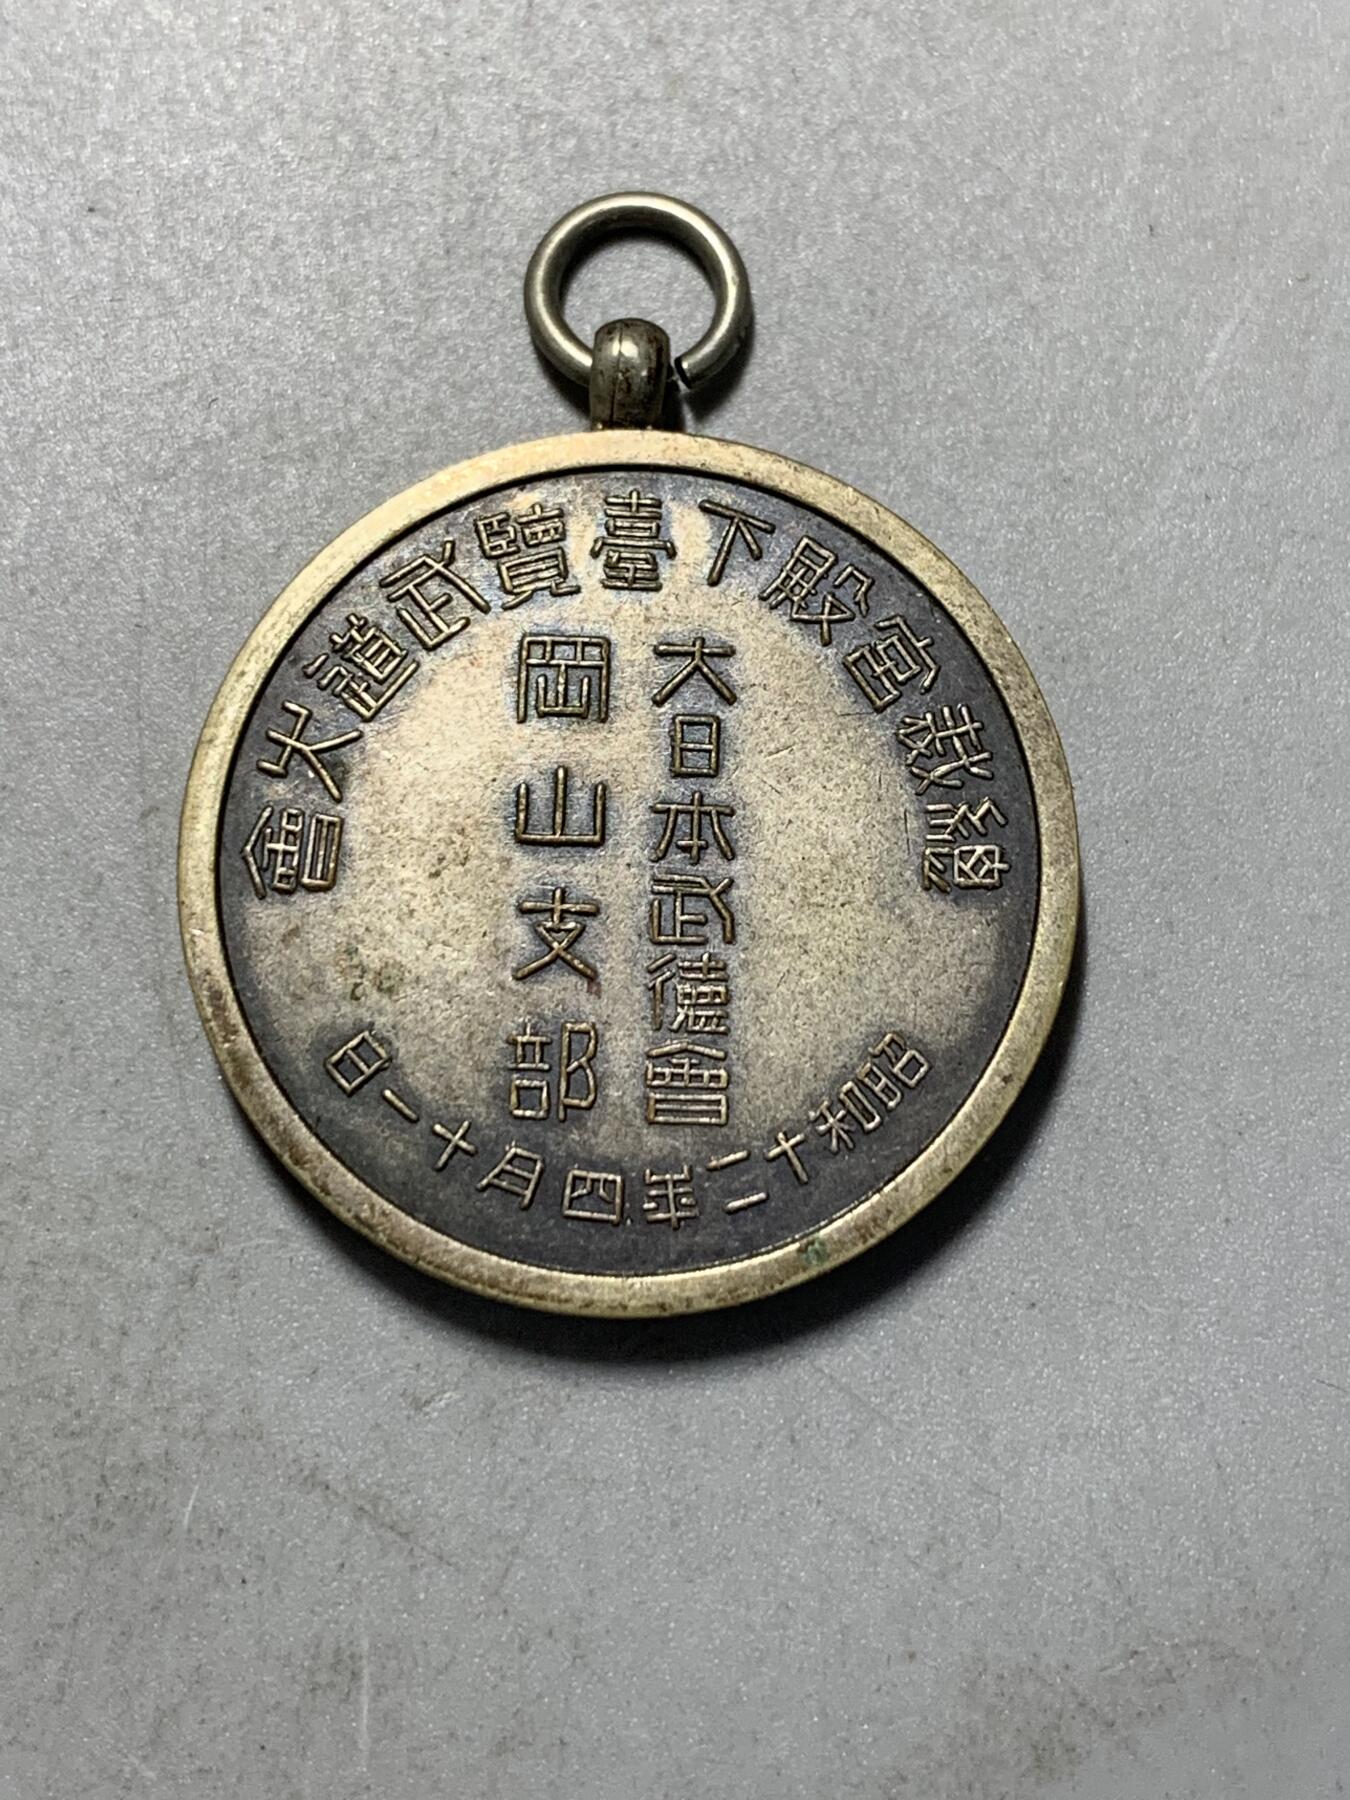 總裁宮殿下臺覽武道大會
大日本武德會
岡山支部
昭和十二年四月十一日